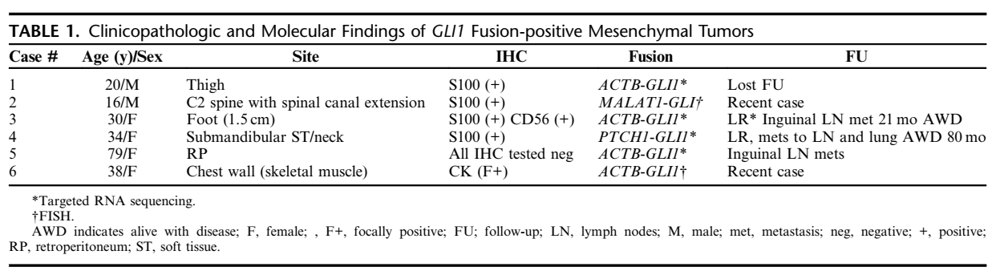 TABLE 1. Clinicopathologic and Molecular Findings of GLI1 Fusion-positive Mesenchymal Tumors
Case # Age (y)/Sex Site IHC Fusion FU
1 20/M Thigh S100 (+) ACTB-GLI1* Lost FU
2 16/M C2 spine with spinal canal extension S100 (+) MALAT1-GLI† Recent case
3 30/F Foot (1.5 cm) S100 (+) CD56 (+) ACTB-GLI1* LR* Inguinal LN met 21 mo AWD
4 34/F Submandibular ST/neck S100 (+) PTCH1-GLI1* LR, mets to LN and lung AWD 80 mo
5 79/F RP All IHC tested neg ACTB-GLI1* Inguinal LN mets
6 38/F Chest wall (skeletal muscle) CK (F+) ACTB-GLI1† Recent case
*Targeted RNA sequencing.
†FISH.
AWD indicates alive with disease; F, female; , F+, focally positive; FU; follow-up; LN, lymph nodes; M, male; met, metastasis; neg, negative; +, positive;
RP, retroperitoneum; ST, soft tissue.